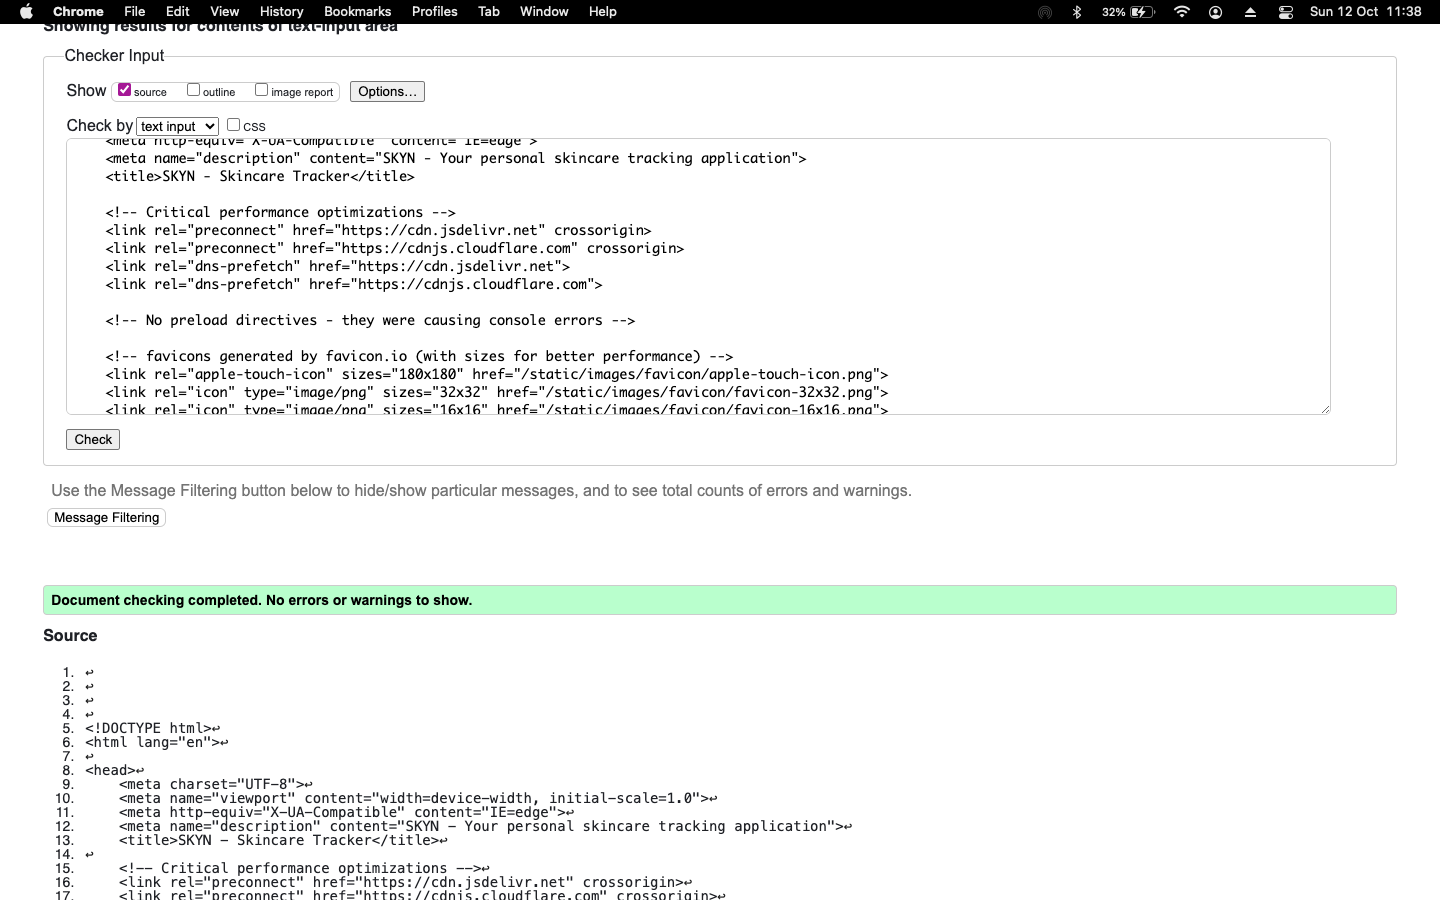 Chrome File Edit View History Bookmarks Profiles Tab Window Help 32% Sun 12 Oct 11:38
Showing results for contents of text-input area
Checker Input
Show source outline image report Options...
Check by text input CSS
<meta http-equiv="X-UA-Compatible" content="IE=edge">
<meta name="description" content="SKYN - Your personal skincare tracking application">
<title>SKYN - Skincare Tracker</title>
<!-- Critical performance optimizations -->
<link rel="preconnect" href="https://cdn.jsdelivr.net" crossorigin>
<link rel="preconnect" href="https://cdnjs.cloudflare.com" crossorigin>
<link rel="dns-prefetch" href="https://cdn.jsdelivr.net">
<link rel="dns-prefetch" href="https://cdnjs.cloudflare.com">
<!-- No preload directives - they were causing console errors -->
<!-- favicons generated by favicon.io (with sizes for better performance) -->
<link rel="apple-touch-icon" sizes="180x180" href="/static/images/favicon/apple-touch-icon.png">
<link rel="icon" type="image/png" sizes="32x32" href="/static/images/favicon/favicon-32x32.png">
<link rel="icon" type="image/png" sizes="16x16" href="/static/images/favicon/favicon-16x16.png">
Check
Use the Message Filtering button below to hide/show particular messages, and to see total counts of errors and warnings.
Message Filtering
Document checking completed. No errors or warnings to show.
Source
1. ↩
2. ↩
3. ↩
4. ↩
5. <!DOCTYPE html>↩
6. <html lang="en">↩
7. ↩
8. <head>↩
9. <meta charset="UTF-8">↩
10. <meta name="viewport" content="width=device-width, initial-scale=1.0">↩
11. <meta http-equiv="X-UA-Compatible" content="IE=edge">↩
12. <meta name="description" content="SKYN - Your personal skincare tracking application">↩
13. <title>SKYN - Skincare Tracker</title>↩
14. ↩
15. <!-- Critical performance optimizations -->↩
16. <link rel="preconnect" href="https://cdn.jsdelivr.net" crossorigin>↩
17. <link rel="preconnect" href="https://cdnjs.cloudflare.com" crossorigin>↩